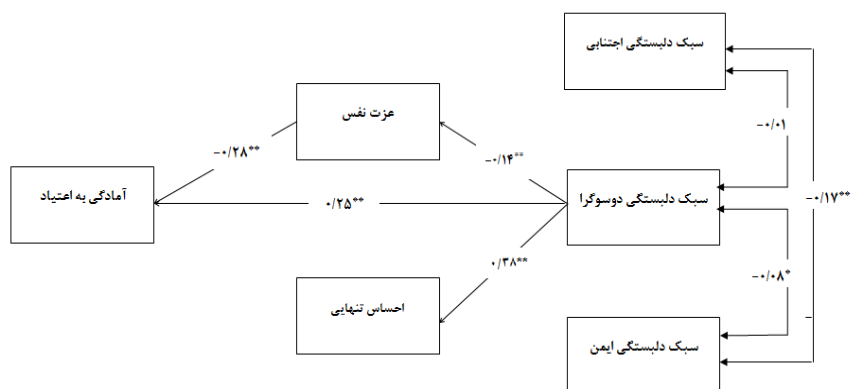 سبک دلبستگی اجتنابی
-۰/۰۱
عزت نفس
-۰/۲۸**
-۰/۱۴**
آمادگی به اعتیاد
۰/۲۵**
سبک دلبستگی دوسوگرا
-۰/۱۷**
۰/۳۸**
-۰/۰۸*
احساس تنهایی
-
سبک دلبستگی ایمن